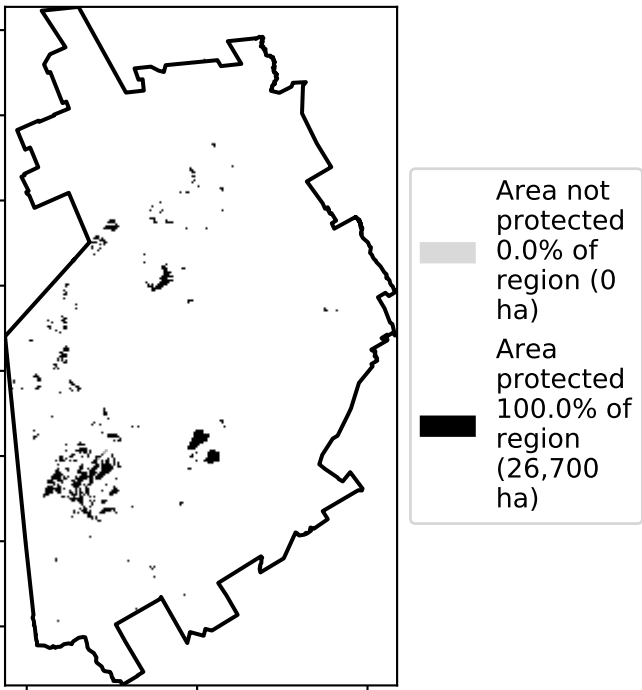 Area not
protected
0.0% of
region (0
ha)
Area
protected
100.0% of
region
(26,700
ha)